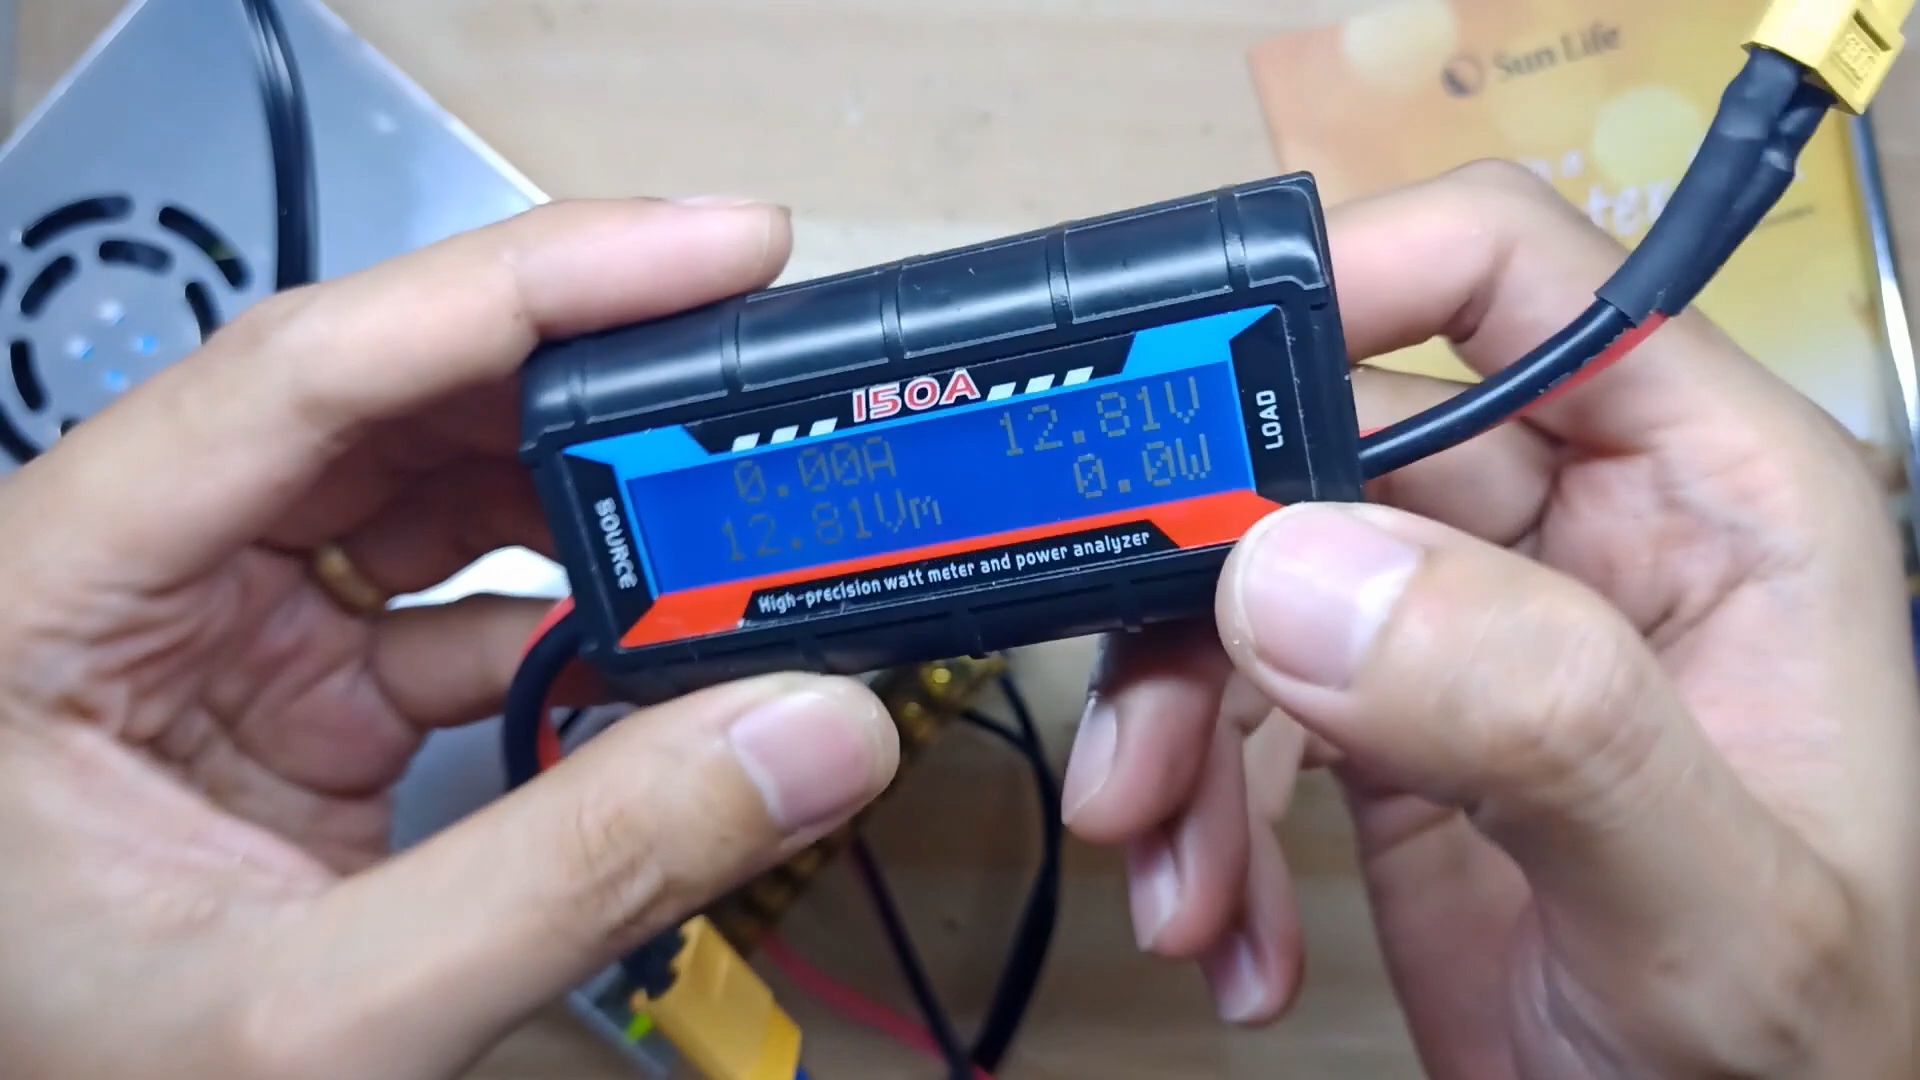 Sun Life
150A
0.00A 12.81V
12.81Vm 0.0W
SOURCE
LOAD
High-precision watt meter and power analyzer